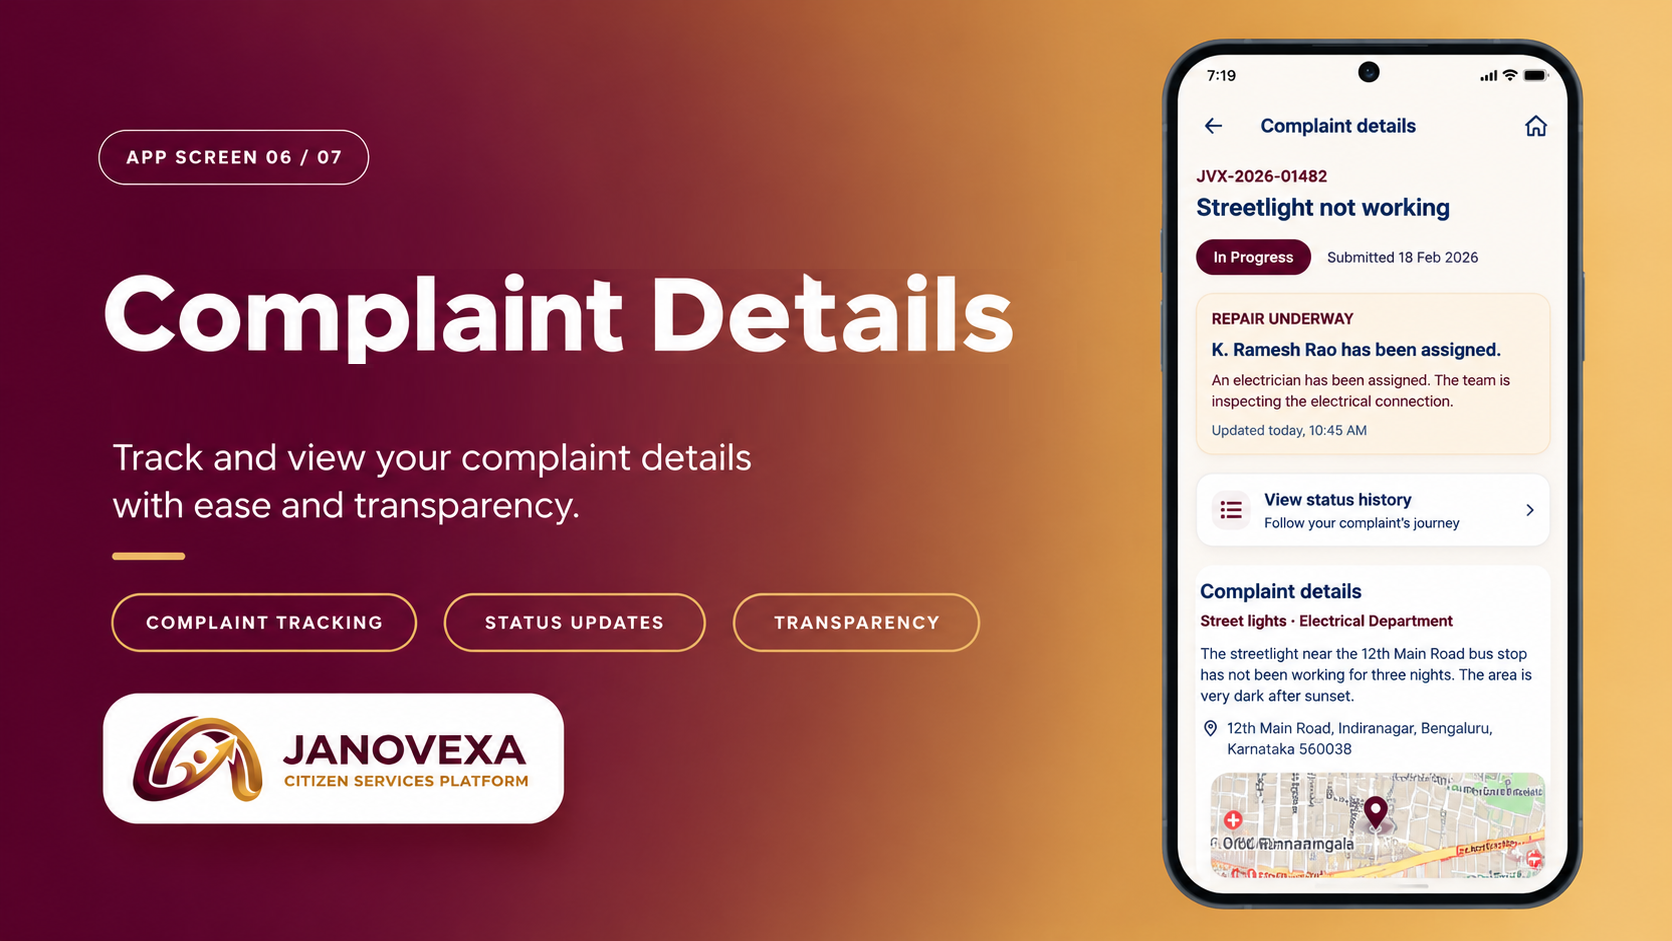 APP SCREEN 06 / 07
Complaint Details
Track and view your complaint details
with ease and transparency.
COMPLAINT TRACKING
STATUS UPDATES
TRANSPARENCY
JANOVEXA
CITIZEN SERVICES PLATFORM
7:19
Complaint details
JVX-2026-01482
Streetlight not working
In Progress
Submitted 18 Feb 2026
REPAIR UNDERWAY
K. Ramesh Rao has been assigned.
An electrician has been assigned. The team is
inspecting the electrical connection.
Updated today, 10:45 AM
View status history
Follow your complaint's journey
Complaint details
Street lights · Electrical Department
The streetlight near the 12th Main Road bus stop
has not been working for three nights. The area is
very dark after sunset.
12th Main Road, Indiranagar, Bengaluru,
Karnataka 560038